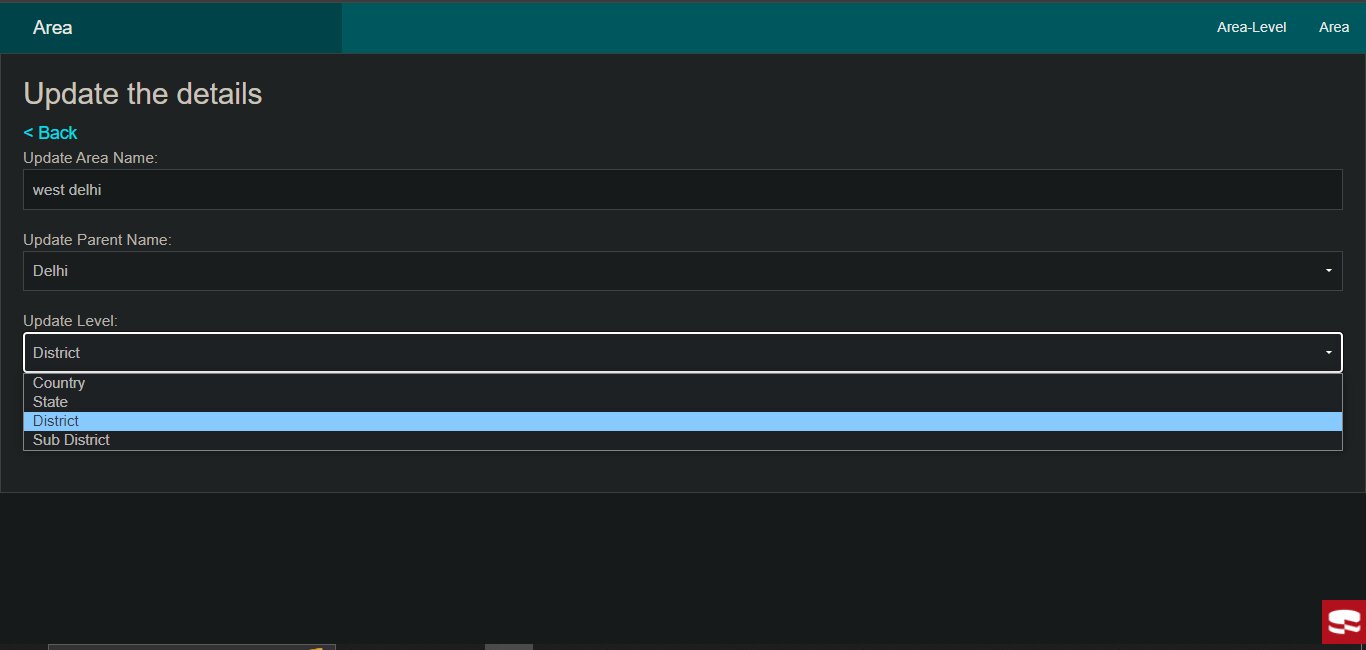 Area
Area-Level
Area
Update the details
< Back
Update Area Name:
west delhi
Update Parent Name:
Delhi
Update Level:
District
Country
State
District
Sub District